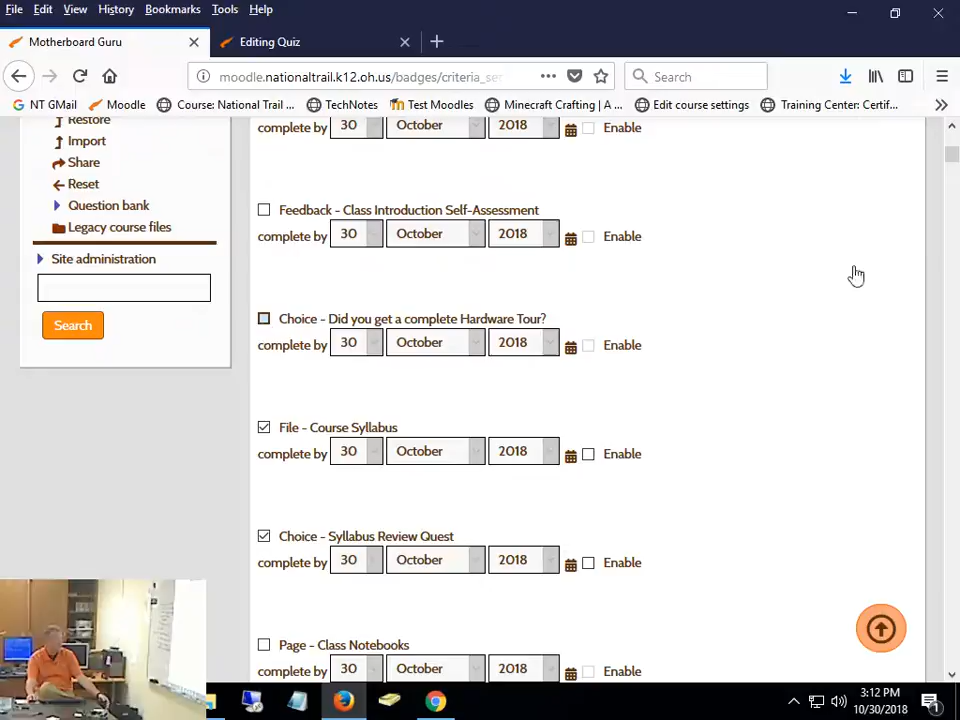 File Edit View History Bookmarks Tools Help
Motherboard Guru Editing Quiz
moodle.nationaltrail.k12.oh.us/badges/criteria_se Search
NT GMail Moodle Course: National Trail ... TechNotes Test Moodles Minecraft Crafting | A ... Edit course settings Training Center: Certif...
Restore
Import
Share
Reset
Question bank
Legacy course files
Site administration
Search
complete by 30 October 2018 Enable
Feedback - Class Introduction Self-Assessment
complete by 30 October 2018 Enable
Choice - Did you get a complete Hardware Tour?
complete by 30 October 2018 Enable
File - Course Syllabus
complete by 30 October 2018 Enable
Choice - Syllabus Review Quest
complete by 30 October 2018 Enable
Page - Class Notebooks
complete by 30 October 2018 Enable
3:12 PM
10/30/2018
1